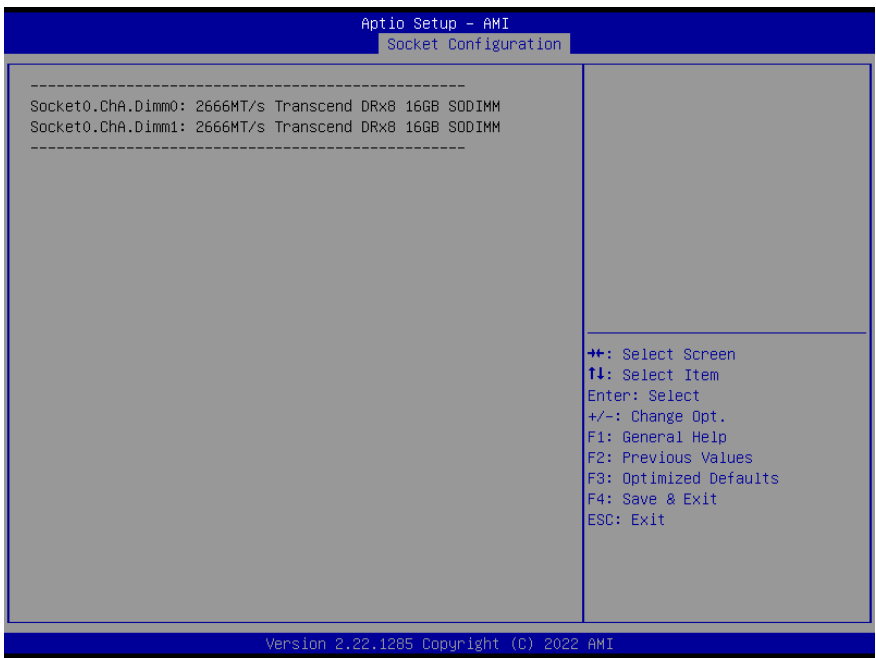 Aptio Setup – AMI
Socket Configuration
--------------------------------------------------
Socket0.ChA.Dimm0: 2666MT/s Transcend DRx8 16GB SODIMM
Socket0.ChA.Dimm1: 2666MT/s Transcend DRx8 16GB SODIMM
--------------------------------------------------
→←: Select Screen
↑↓: Select Item
Enter: Select
+/-: Change Opt.
F1: General Help
F2: Previous Values
F3: Optimized Defaults
F4: Save & Exit
ESC: Exit
Version 2.22.1285 Copyright (C) 2022 AMI